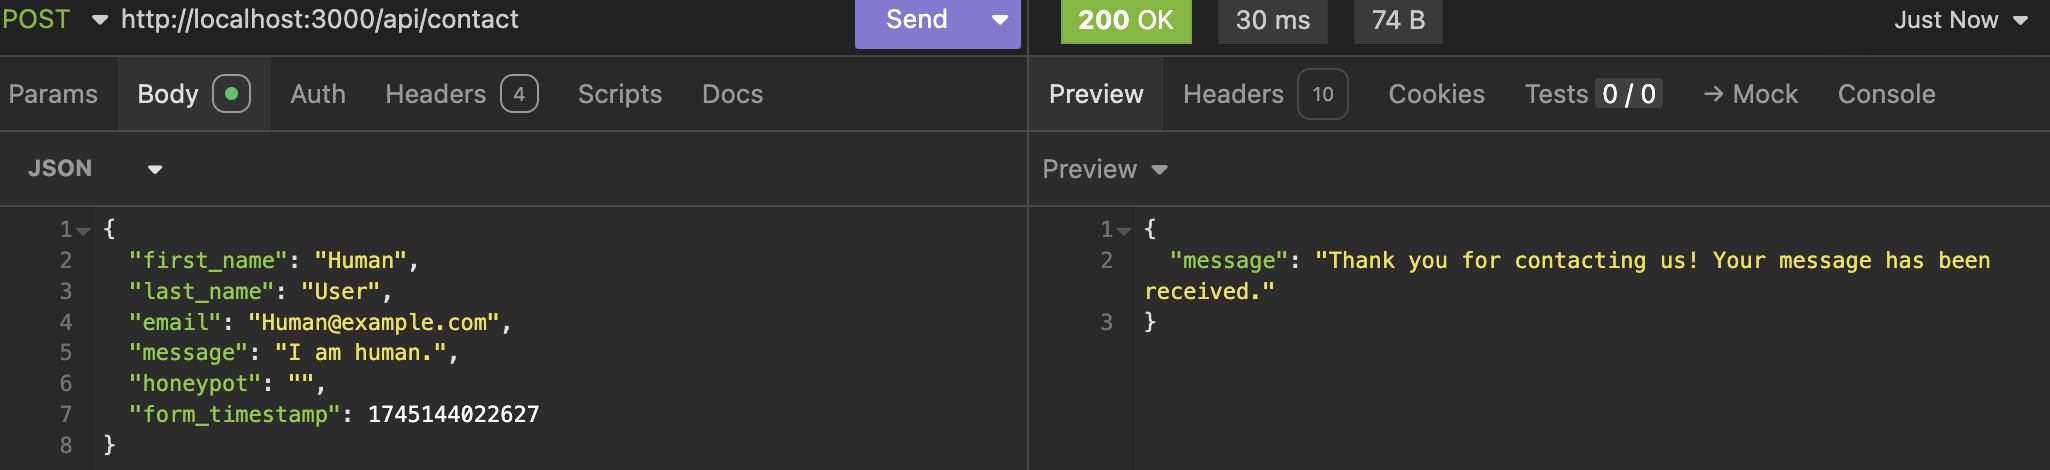 POST http://localhost:3000/api/contact Send 200 OK 30 ms 74 B Just Now
Params Body Auth Headers 4 Scripts Docs Preview Headers 10 Cookies Tests 0 / 0 → Mock Console
JSON Preview
1 {
2 "first_name": "Human",
3 "last_name": "User",
4 "email": "Human@example.com",
5 "message": "I am human.",
6 "honeypot": "",
7 "form_timestamp": 1745144022627
8 }
1 {
2 "message": "Thank you for contacting us! Your message has been
received."
3 }